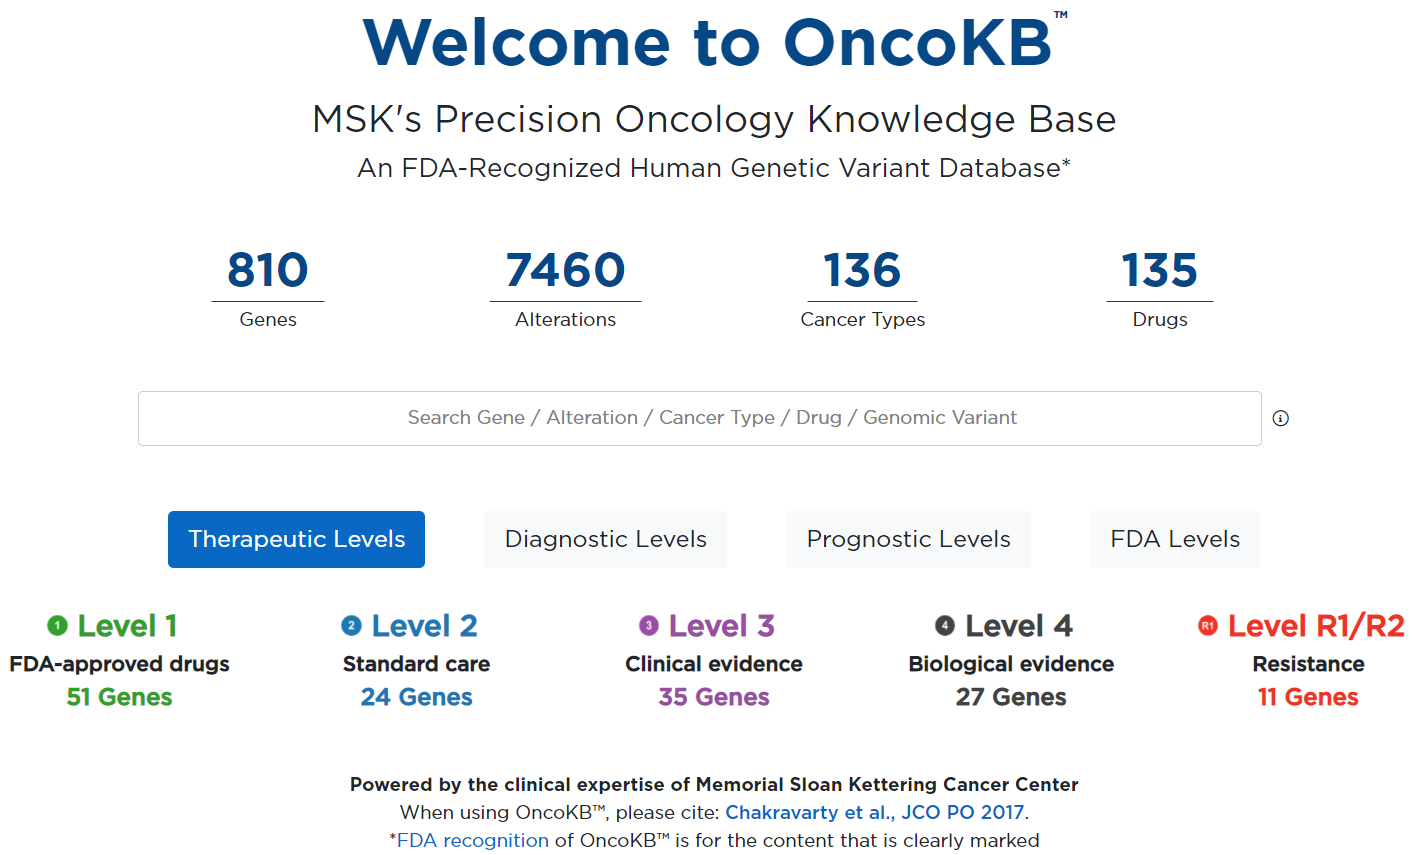 Welcome to OncoKB™
MSK's Precision Oncology Knowledge Base
An FDA-Recognized Human Genetic Variant Database*
810 7460 136 135
Genes Alterations Cancer Types Drugs
Search Gene / Alteration / Cancer Type / Drug / Genomic Variant
Therapeutic Levels Diagnostic Levels Prognostic Levels FDA Levels
1 Level 1 2 Level 2 3 Level 3 4 Level 4 R1 Level R1/R2
FDA-approved drugs Standard care Clinical evidence Biological evidence Resistance
51 Genes 24 Genes 35 Genes 27 Genes 11 Genes
Powered by the clinical expertise of Memorial Sloan Kettering Cancer Center
When using OncoKB™, please cite: Chakravarty et al., JCO PO 2017.
*FDA recognition of OncoKB™ is for the content that is clearly marked